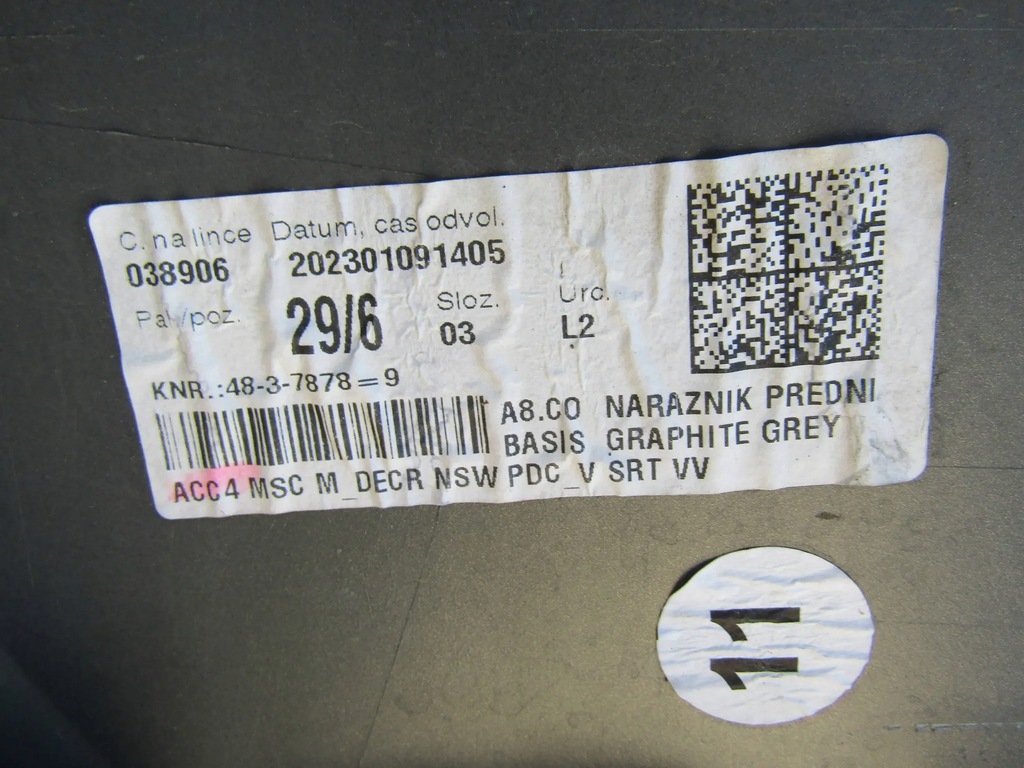 C. na lince Datum, cas odvol.
038906 202301091405
Pal/poz. 29/6 Sloz. Urc.
03 L2
KNR.:48-3-7878=9
A8.CO NARAZNIK PREDNI
BASIS GRAPHITE GREY
ACC4 MSC M_DECR NSW PDC_V SRT VV
11